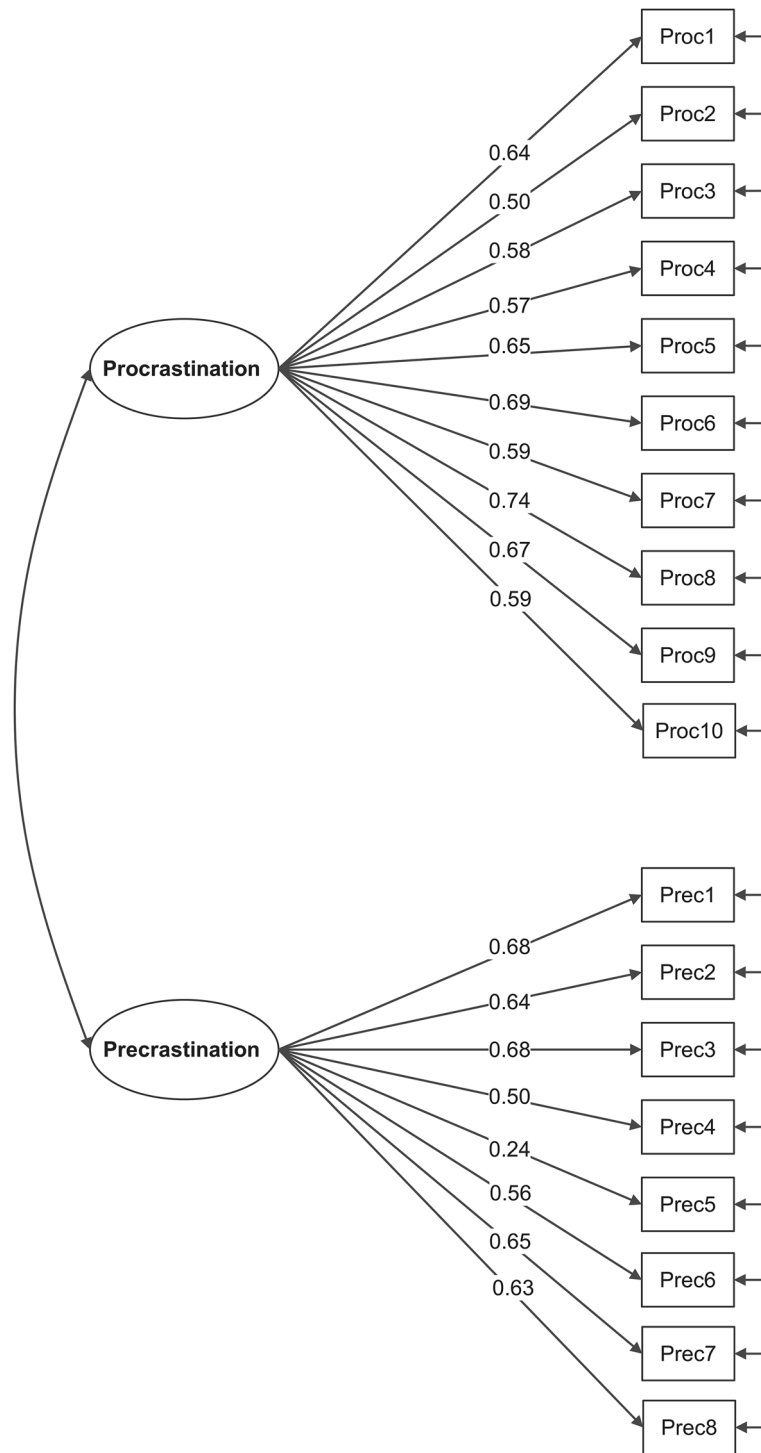 Proc1
Proc2
0.64
Proc3
0.50
0.58
Proc4
0.57
Proc5
0.65
Procrastination
0.69
Proc6
0.59
Proc7
0.74
0.67
Proc8
0.59
Proc9
Proc10
Prec1
0.68
Prec2
0.64
Precrastination
0.68
Prec3
0.50
Prec4
0.24
0.56
Prec5
0.65
Prec6
0.63
Prec7
Prec8